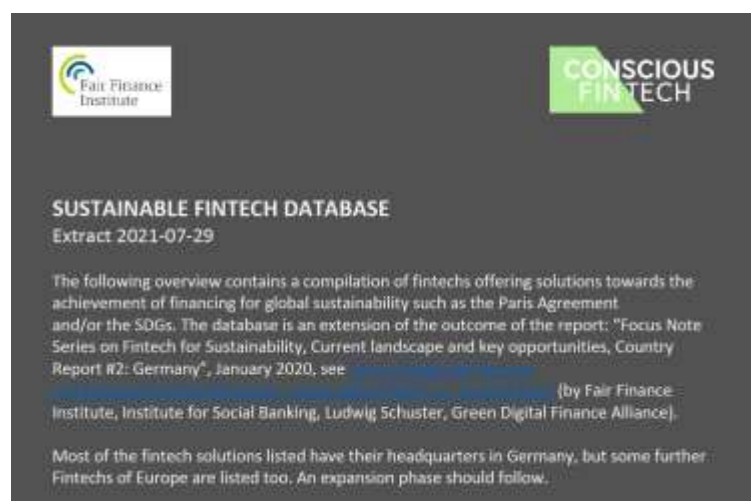 Fair Finance
Institute
CONSCIOUS
FINTECH
SUSTAINABLE FINTECH DATABASE
Extract 2021-07-29
The following overview contains a compilation of fintechs offering solutions towards the
achievement of financing for global sustainability such as the Paris Agreement
and/or the SDGs. The database is an extension of the outcome of the report: "Focus Note
Series on Fintech for Sustainability, Current landscape and key opportunities, Country
Report #2: Germany", January 2020, see
(by Fair Finance
Institute, Institute for Social Banking, Ludwig Schuster, Green Digital Finance Alliance).
Most of the fintech solutions listed have their headquarters in Germany, but some further
Fintechs of Europe are listed too. An expansion phase should follow.